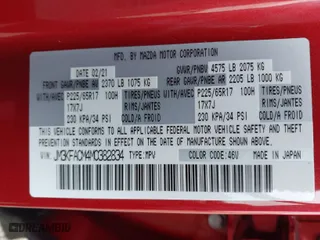 MFD. BY MAZDA MOTOR CORPORATION
DATE 02/21 GVWR/PNBV 4575 LB 2075 KG
FRONT GAWR/PNBE AV 2370 LB 1075 KG REAR GAWR/PNBE AR 2205 LB 1000 KG
WITH/AVEC P225/65R17 100H TIRES/PNEUS WITH/AVEC P225/65R17 100H TIRES/PNEUS
17X7J RIMS/JANTES 17X7J RIMS/JANTES
230 KPA/34 PSI COLD/A FROID 230 KPA/34 PSI COLD/A FROID
THIS VEHICLE CONFORMS TO ALL APPLICABLE
U.S. FEDERAL MOTOR VEHICLE SAFETY, BUMPER,
AND THEFT PREVENTION STANDARDS IN EFFECT
ON THE DATE OF MANUFACTURE SHOWN ABOVE.
VIN: TYPE:MPV COLOR/SHADE:46V MADE IN JAPAN